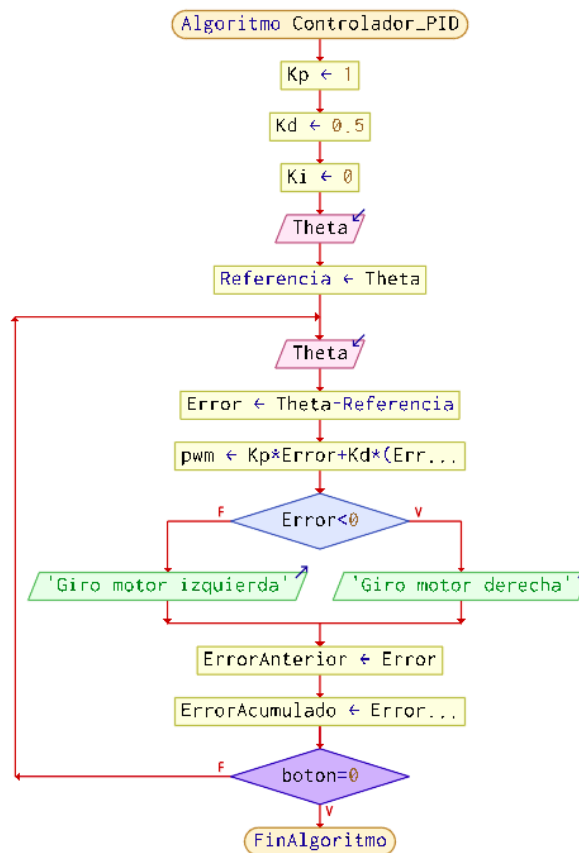 Algoritmo Controlador_PID
Kp ← 1
Kd ← 0.5
Ki ← 0
Theta
Referencia ← Theta
Theta
Error ← Theta-Referencia
pwm ← Kp*Error+Kd*(Err...
F
Error<0
V
'Giro motor izquierda'
'Giro motor derecha'
ErrorAnterior ← Error
ErrorAcumulado ← Error...
F
boton=0
V
FinAlgoritmo